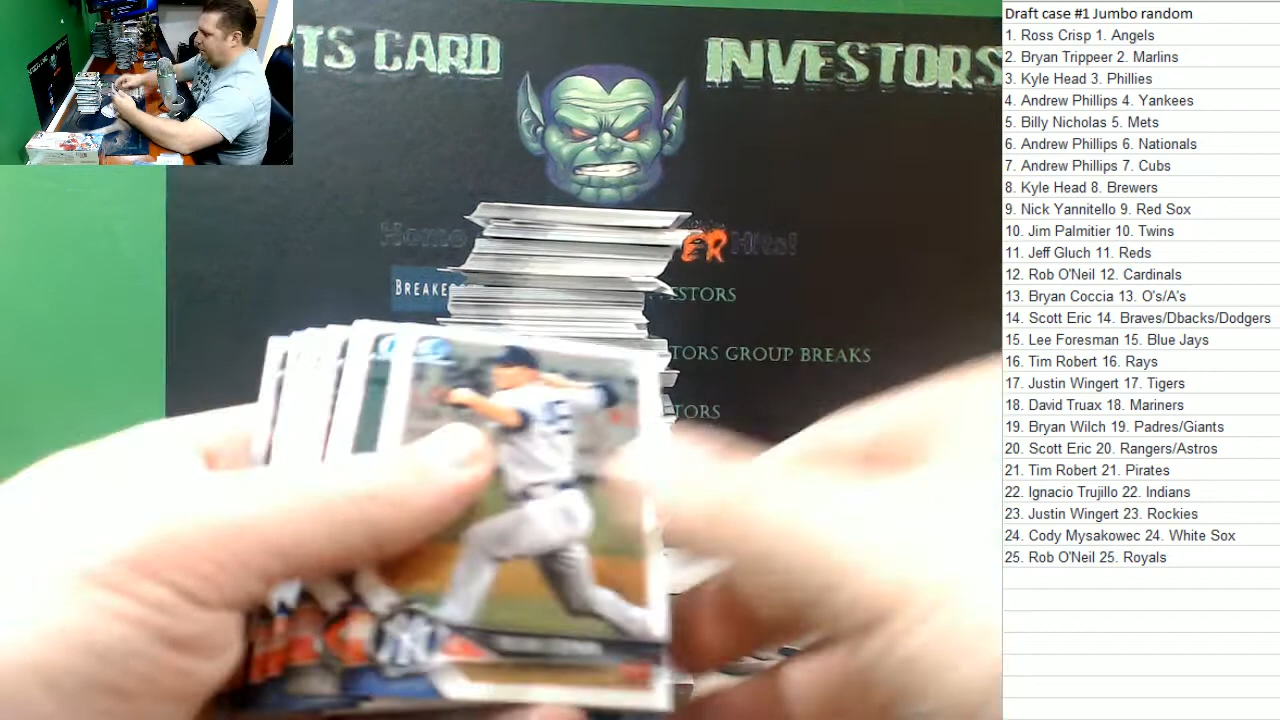 TS CARD INVESTORS
Home ER Hits!
BREAKE ESTORS
TORS GROUP BREAKS
TORS
NY
Draft case #1 Jumbo random
1. Ross Crisp 1. Angels
2. Bryan Trippeer 2. Marlins
3. Kyle Head 3. Phillies
4. Andrew Phillips 4. Yankees
5. Billy Nicholas 5. Mets
6. Andrew Phillips 6. Nationals
7. Andrew Phillips 7. Cubs
8. Kyle Head 8. Brewers
9. Nick Yannitello 9. Red Sox
10. Jim Palmitier 10. Twins
11. Jeff Gluch 11. Reds
12. Rob O'Neil 12. Cardinals
13. Bryan Coccia 13. O's/A's
14. Scott Eric 14. Braves/Dbacks/Dodgers
15. Lee Foresman 15. Blue Jays
16. Tim Robert 16. Rays
17. Justin Wingert 17. Tigers
18. David Truax 18. Mariners
19. Bryan Wilch 19. Padres/Giants
20. Scott Eric 20. Rangers/Astros
21. Tim Robert 21. Pirates
22. Ignacio Trujillo 22. Indians
23. Justin Wingert 23. Rockies
24. Cody Mysakowec 24. White Sox
25. Rob O'Neil 25. Royals